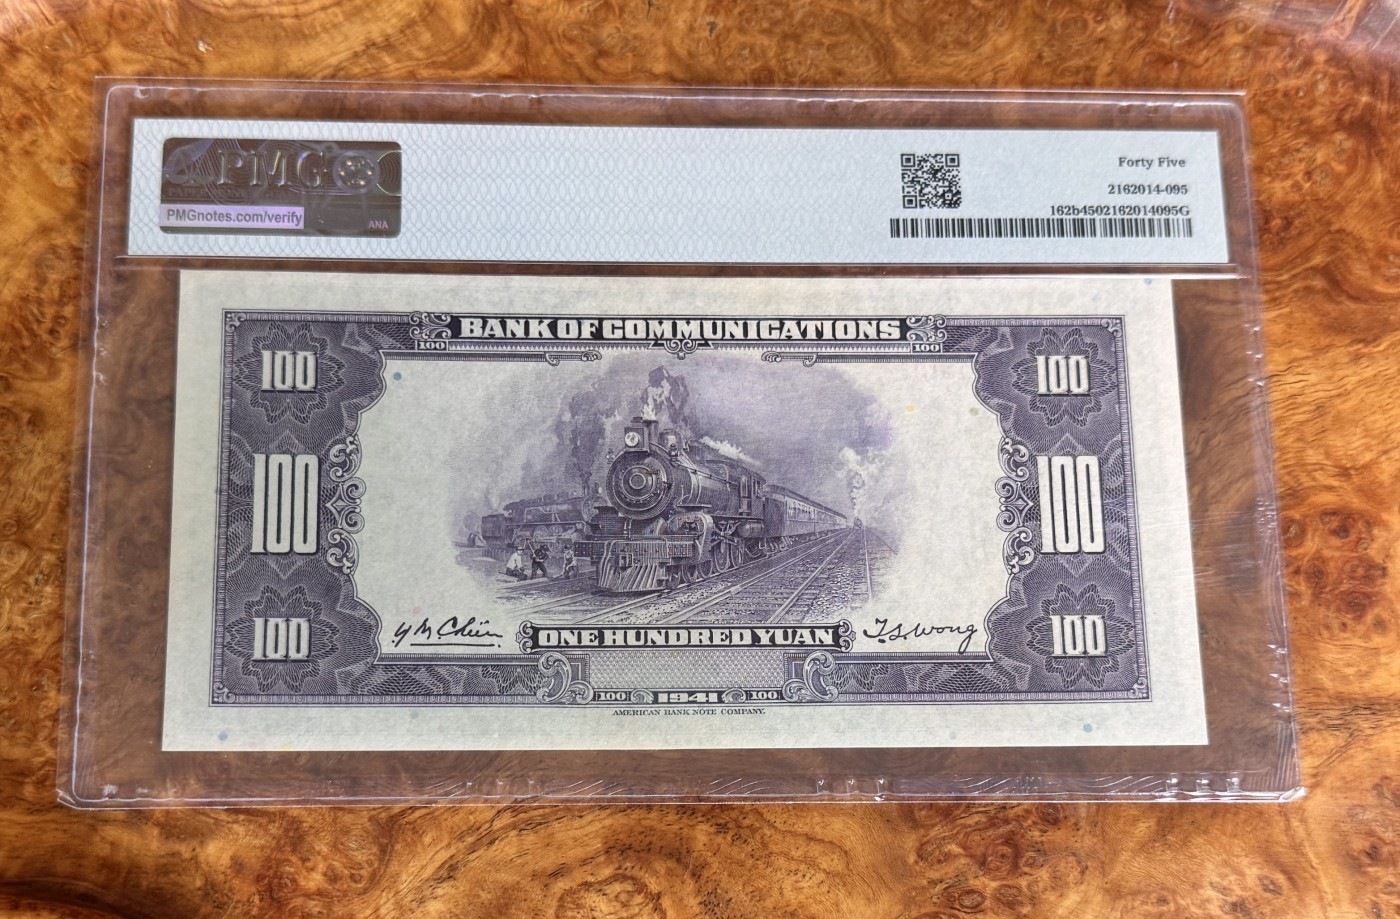 PMG
PMGnotes.com/verify
ANA
Forty Five
2162014-095
162b4502162014095G
BANK OF COMMUNICATIONS
100 100
100 100
100 100
100 100
ONE HUNDRED YUAN
T.S. Wong
100 1941 100
AMERICAN BANK NOTE COMPANY.